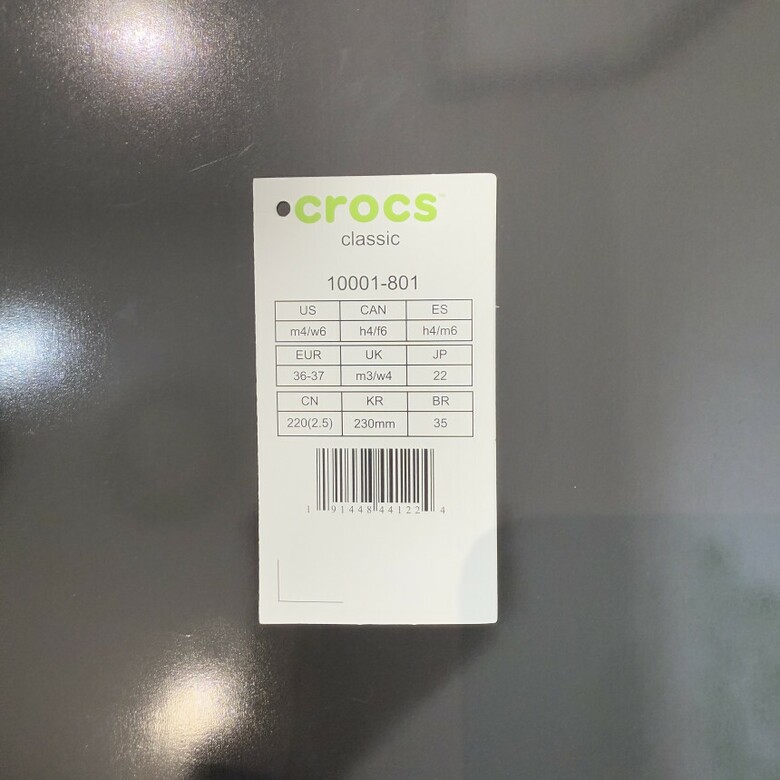 crocs™
classic
10001-801
US CAN ES
m4/w6 h4/f6 h4/m6
EUR UK JP
36-37 m3/w4 22
CN KR BR
220(2.5) 230mm 35
1 91448 44122 4